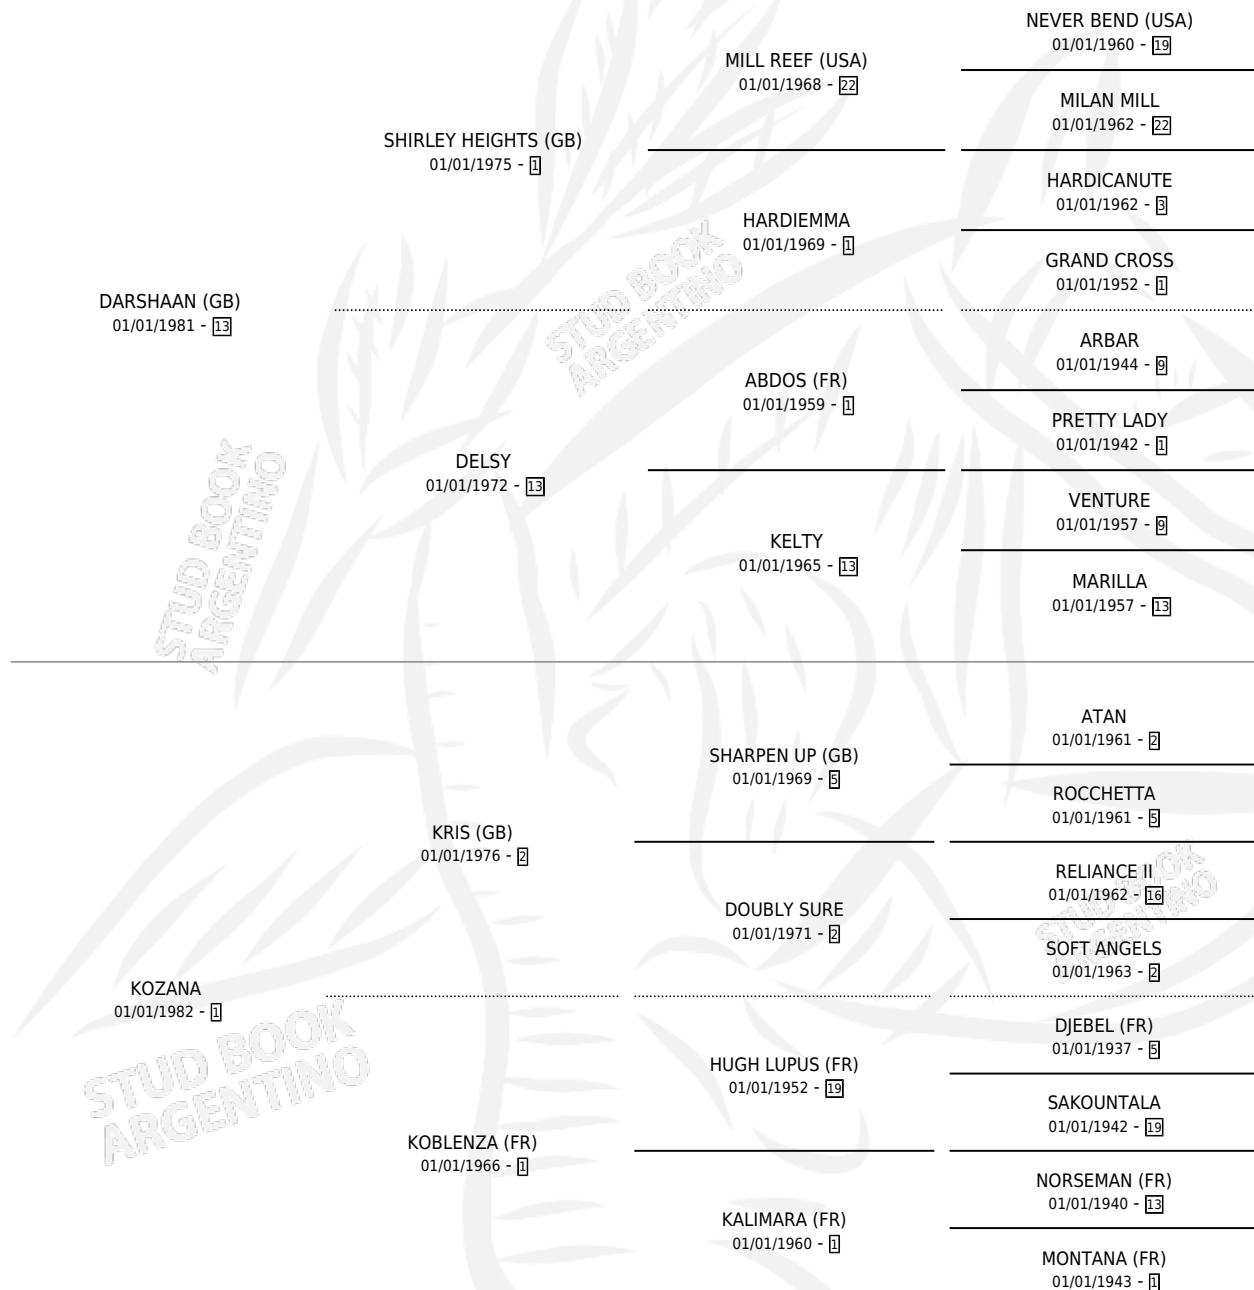 NEVER BEND (USA)
01/01/1960 - 19
MILL REEF (USA)
01/01/1968 - 22
MILAN MILL
01/01/1962 - 22
SHIRLEY HEIGHTS (GB)
01/01/1975 - 1
HARDICANUTE
01/01/1962 - 3
HARDIEMMA
01/01/1969 - 1
GRAND CROSS
01/01/1952 - 1
DARSHAAN (GB)
01/01/1981 - 13
STUD BOOK
ARGENTINO
ARBAR
01/01/1944 - 9
ABDOS (FR)
01/01/1959 - 1
PRETTY LADY
01/01/1942 - 1
DELSY
01/01/1972 - 13
VENTURE
01/01/1957 - 9
KELTY
01/01/1965 - 13
MARILLA
01/01/1957 - 13
STUD BOOK
ARGENTINO
ATAN
01/01/1961 - 2
SHARPEN UP (GB)
01/01/1969 - 5
ROCCHETTA
01/01/1961 - 5
KRIS (GB)
01/01/1976 - 2
RELIANCE II
01/01/1962 - 16
DOUBLY SURE
01/01/1971 - 2
SOFT ANGELS
01/01/1963 - 2
STUD BOOK
ARGENTINO
KOZANA
01/01/1982 - 1
DJEBEL (FR)
01/01/1937 - 5
HUGH LUPUS (FR)
01/01/1952 - 19
SAKOUNTALA
01/01/1942 - 19
STUD BOOK
ARGENTINO
KOBLENZA (FR)
01/01/1966 - 1
NORSEMAN (FR)
01/01/1940 - 13
KALIMARA (FR)
01/01/1960 - 1
MONTANA (FR)
01/01/1943 - 1